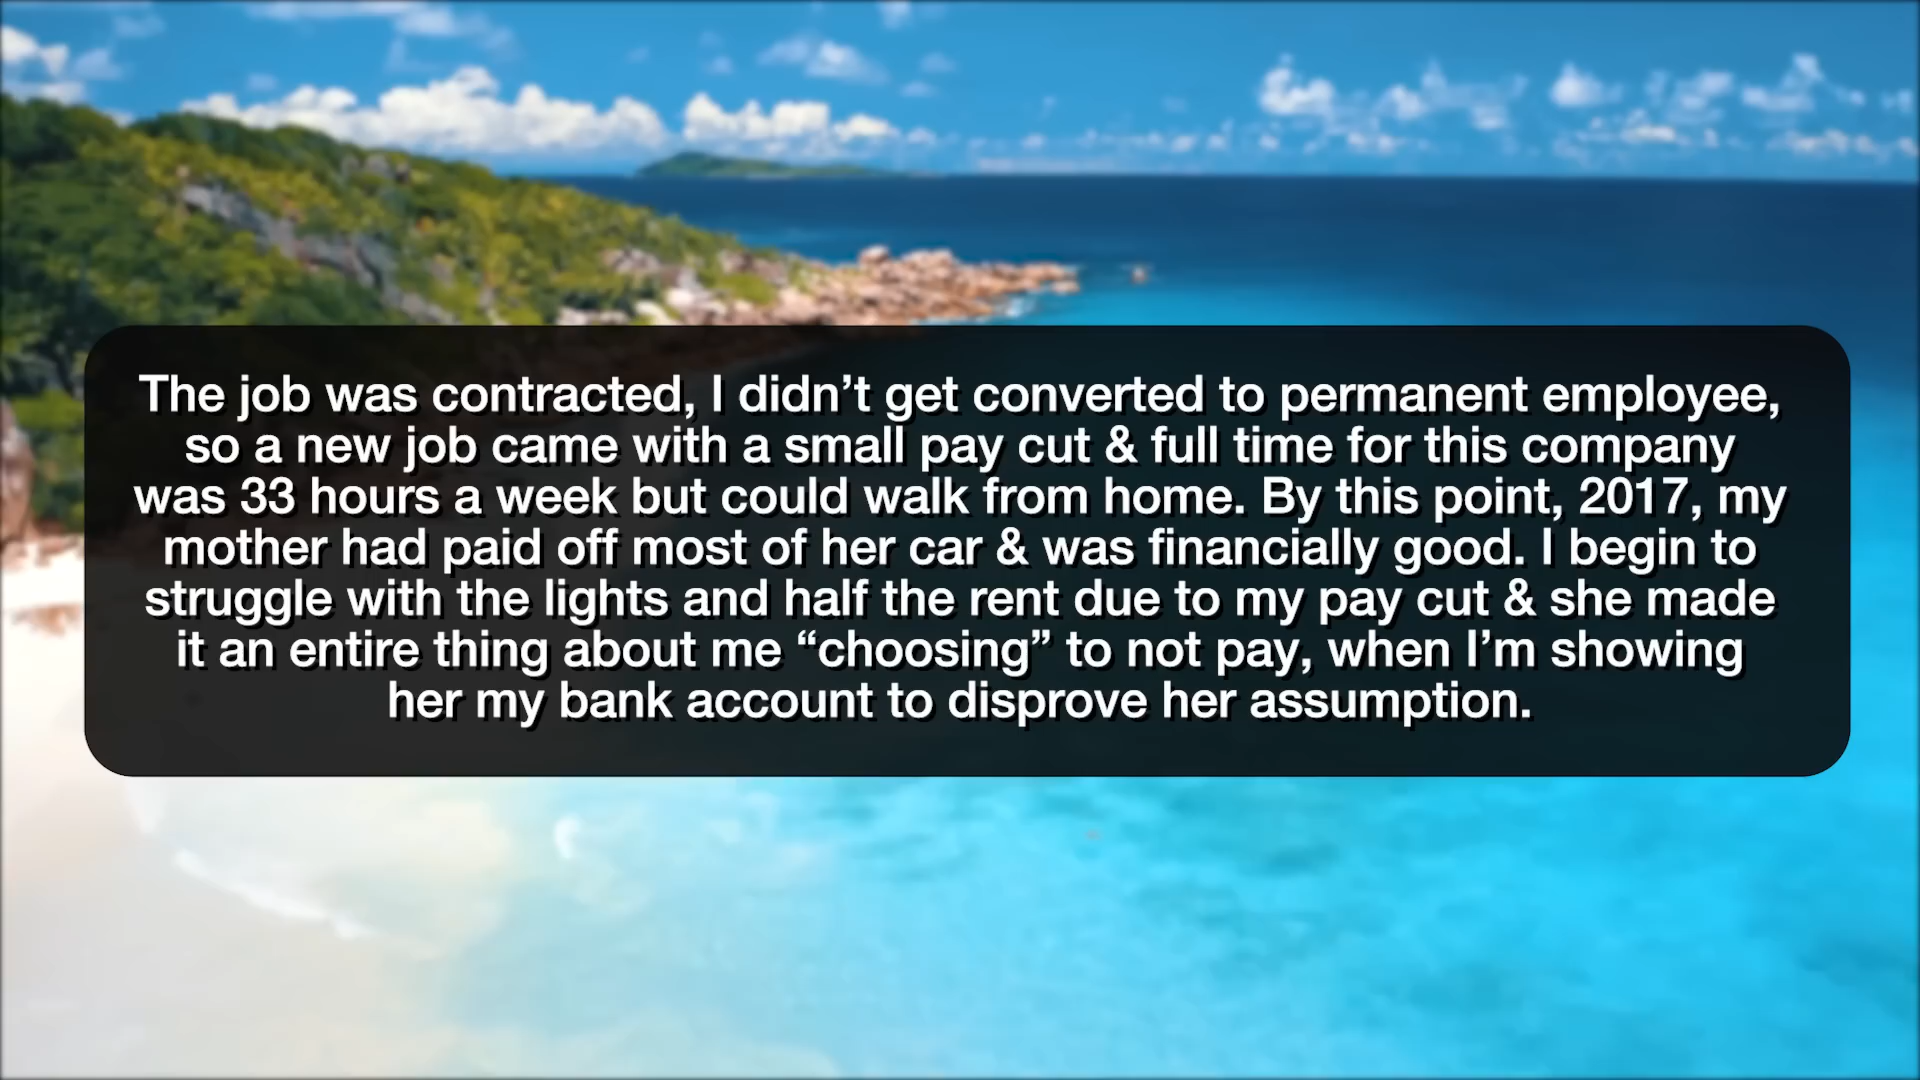 The job was contracted, I didn’t get converted to permanent employee,
so a new job came with a small pay cut & full time for this company
was 33 hours a week but could walk from home. By this point, 2017, my
mother had paid off most of her car & was financially good. I begin to
struggle with the lights and half the rent due to my pay cut & she made
it an entire thing about me “choosing” to not pay, when I’m showing
her my bank account to disprove her assumption.